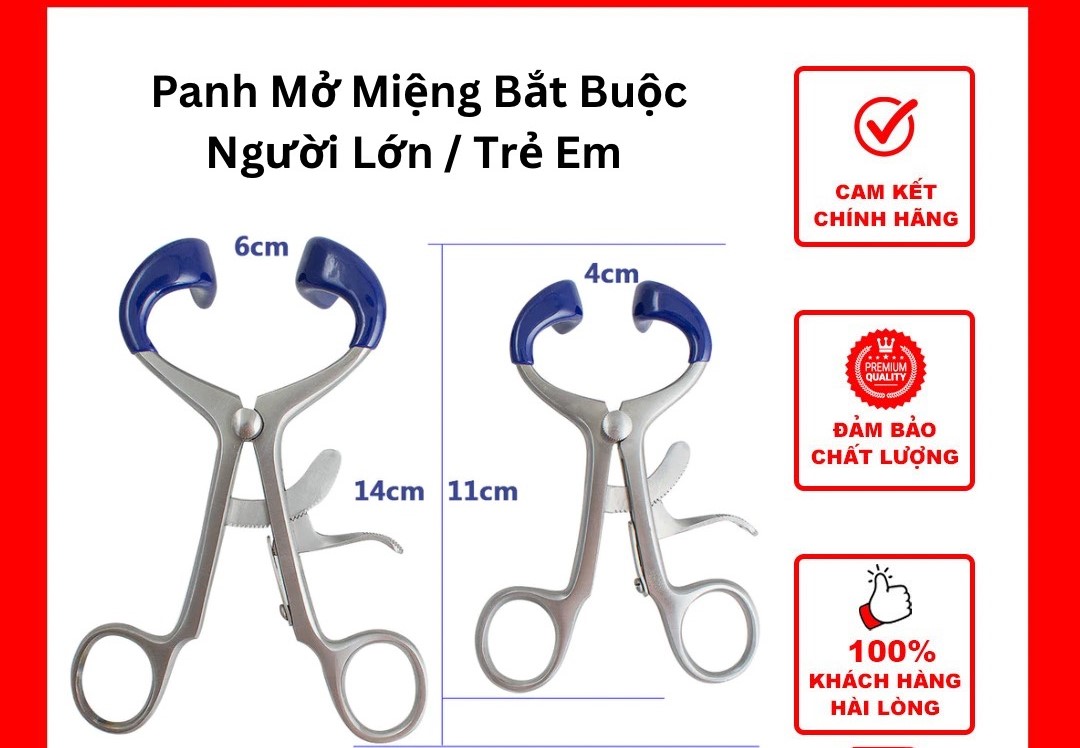 Panh Mở Miệng Bắt Buộc
Người Lớn / Trẻ Em
6cm
4cm
14cm
11cm
CAM KẾT
CHÍNH HÃNG
PREMIUM
QUALITY
ĐẢM BẢO
CHẤT LƯỢNG
100%
KHÁCH HÀNG
HÀI LÒNG